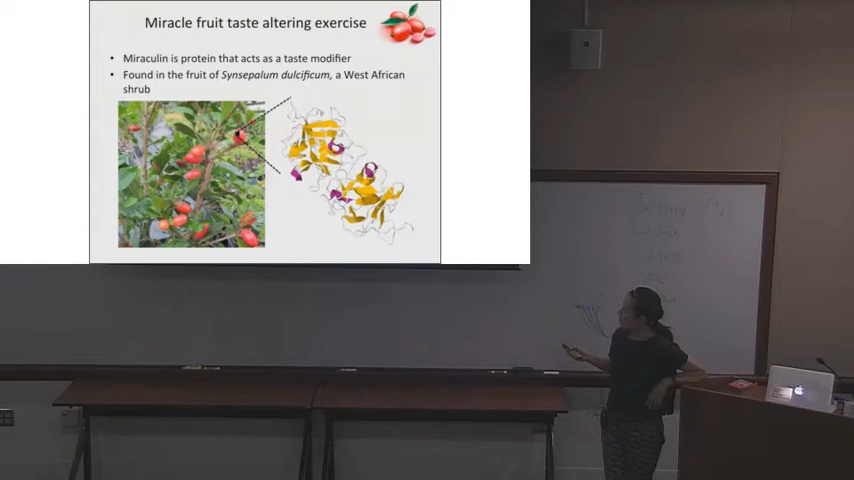 Miracle fruit taste altering exercise
• Miraculin is protein that acts as a taste modifier
• Found in the fruit of Synsepalum dulcificum, a West African
shrub